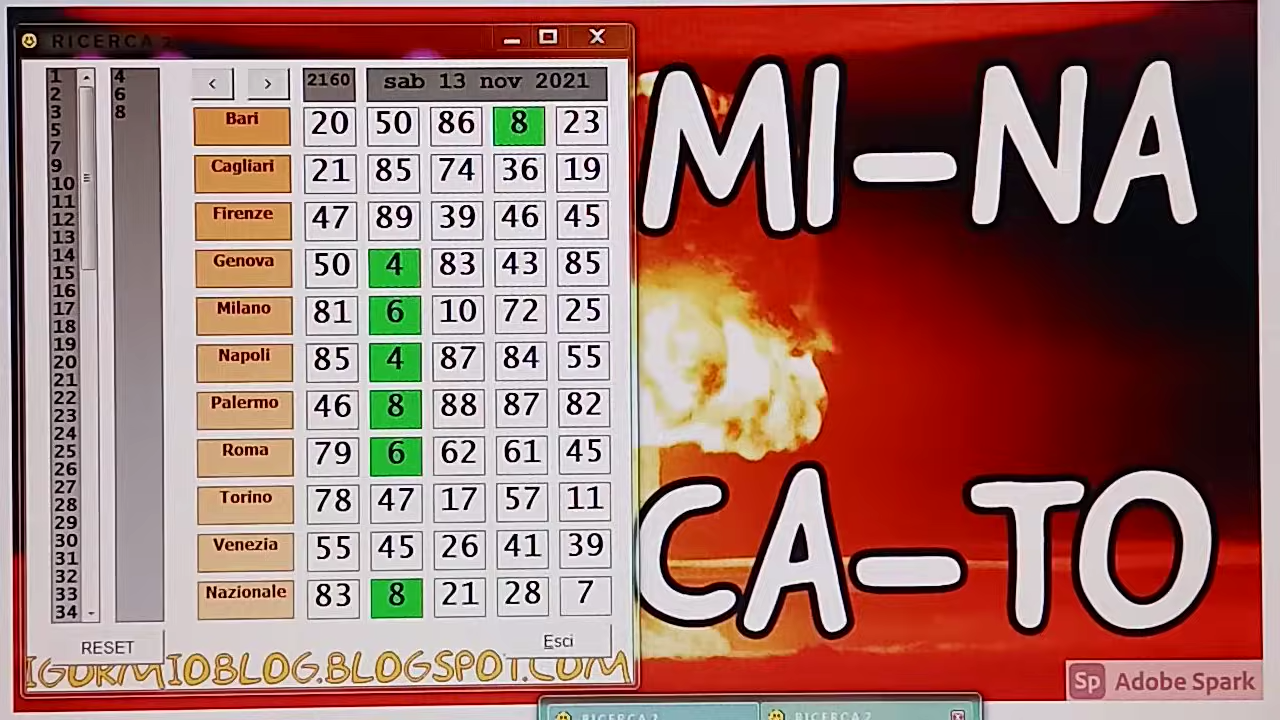 RICERCA 2
1
2
3
5
7
9
10
11
12
13
14
15
16
17
18
19
20
21
22
23
24
25
26
27
28
29
30
31
32
33
34
4
6
8
< > 2160 sab 13 nov 2021
Bari 20 50 86 8 23
Cagliari 21 85 74 36 19
Firenze 47 89 39 46 45
Genova 50 4 83 43 85
Milano 81 6 10 72 25
Napoli 85 4 87 84 55
Palermo 46 8 88 87 82
Roma 79 6 62 61 45
Torino 78 47 17 57 11
Venezia 55 45 26 41 39
Nazionale 83 8 21 28 7
RESET
Esci
IGORMIOBLOG.BLOGSPOT.COM
MI–NA
CA–TO
Sp Adobe Spark
RICERCA 2
RICERCA 2